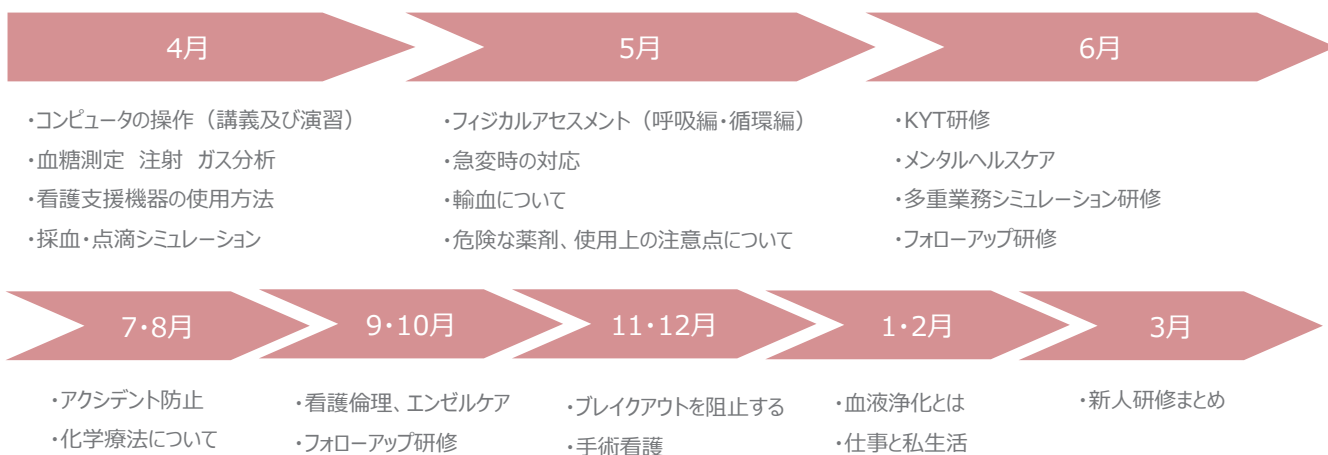 4月
・コンピュータの操作（講義及び演習）
・血糖測定 注射 ガス分析
・看護支援機器の使用方法
・採血・点滴シミュレーション
5月
・フィジカルアセスメント（呼吸編・循環編）
・急変時の対応
・輸血について
・危険な薬剤、使用上の注意点について
6月
・KYT研修
・メンタルヘルスケア
・多重業務シミュレーション研修
・フォローアップ研修
7・8月
・アクシデント防止
・化学療法について
9・10月
・看護倫理、エンゼルケア
・フォローアップ研修
11・12月
・ブレイクアウトを阻止する
・手術看護
1・2月
・血液浄化とは
・仕事と私生活
3月
・新人研修まとめ